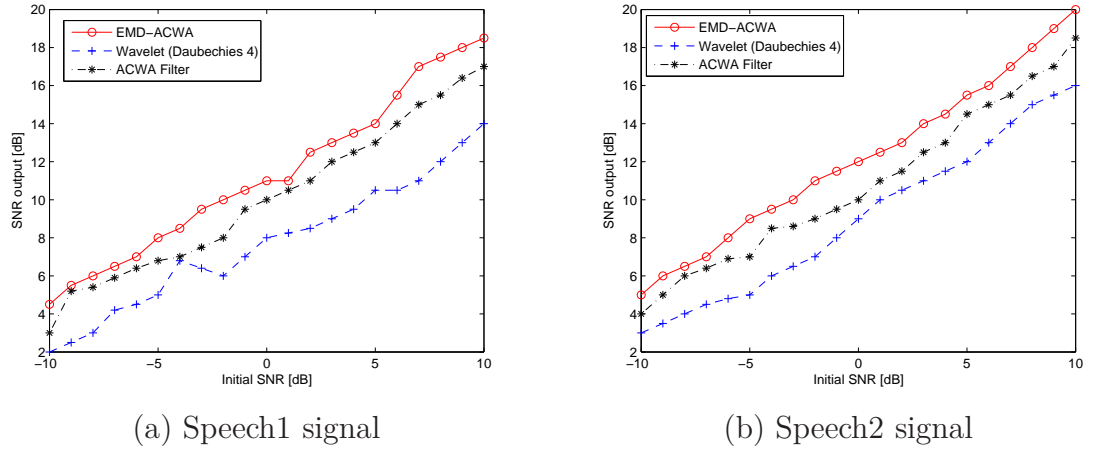 20
18
16
14
12
10
8
6
4
2
SNR output [dB]
EMD−ACWA
Wavelet (Daubechies 4)
ACWA Filter
−10
−5
0
5
10
Initial SNR [dB]
(a) Speech1 signal
20
18
16
14
12
10
8
6
4
2
SNR output [dB]
EMD−ACWA
Wavelet (Daubechies 4)
ACWA Filter
−10
−5
0
5
10
Initial SNR [dB]
(b) Speech2 signal